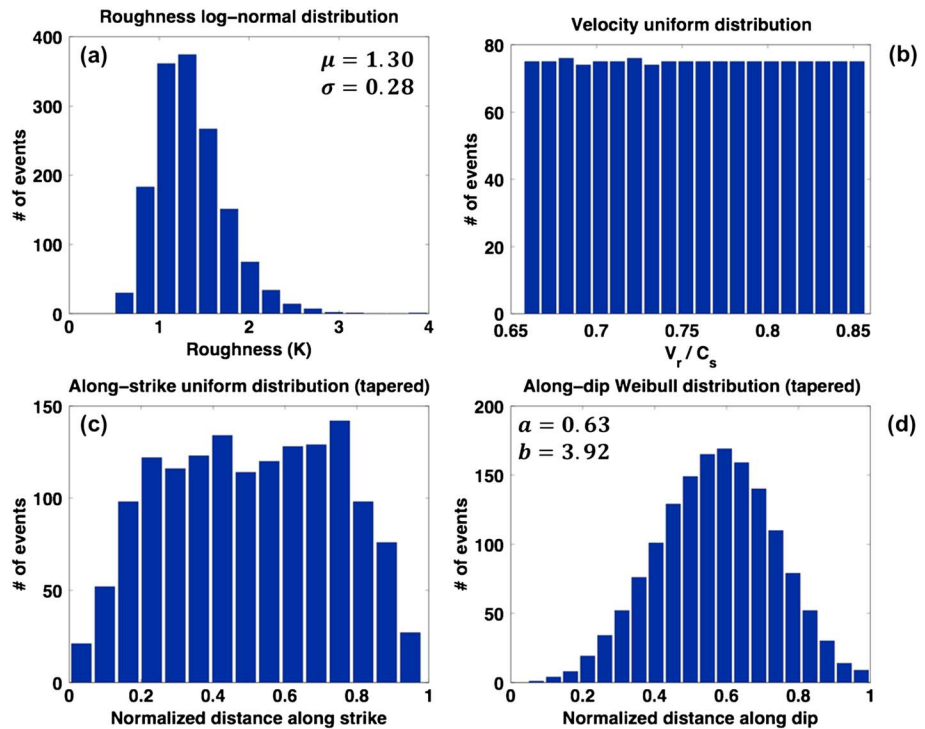 Roughness log-normal distribution
(a)
μ = 1.30
σ = 0.28
# of events
400
300
200
100
0
0 1 2 3 4
Roughness (K)
Velocity uniform distribution
(b)
# of events
80
60
40
20
0
0.65 0.7 0.75 0.8 0.85
V_r / C_s
Along-strike uniform distribution (tapered)
(c)
# of events
150
100
50
0
0 0.2 0.4 0.6 0.8 1
Normalized distance along strike
Along-dip Weibull distribution (tapered)
(d)
a = 0.63
b = 3.92
# of events
200
150
100
50
0
0 0.2 0.4 0.6 0.8 1
Normalized distance along dip